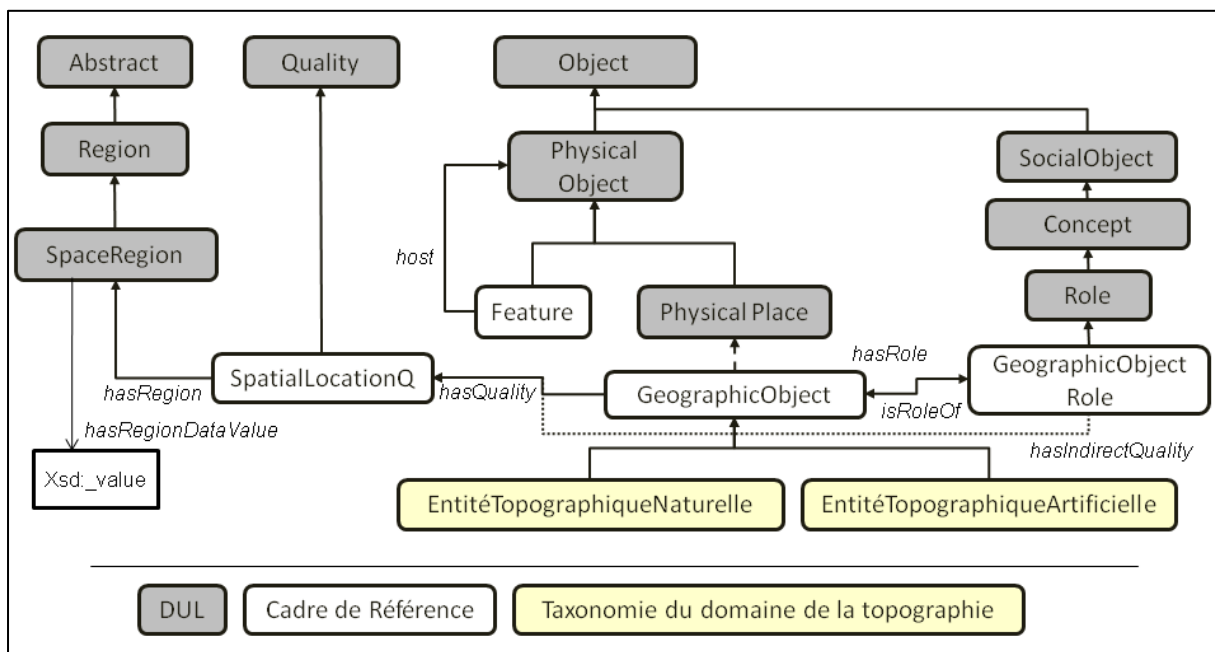 Abstract
Quality
Object
Region
Physical
Object
SocialObject
Concept
SpaceRegion
host
Role
Feature
Physical Place
hasRole
GeographicObject
Role
SpatialLocationQ
hasRegion
hasQuality
GeographicObject
isRoleOf
hasRegionDataValue
hasIndirectQuality
Xsd:_value
EntitéTopographiqueNaturelle
EntitéTopographiqueArtificielle
DUL
Cadre de Référence
Taxonomie du domaine de la topographie